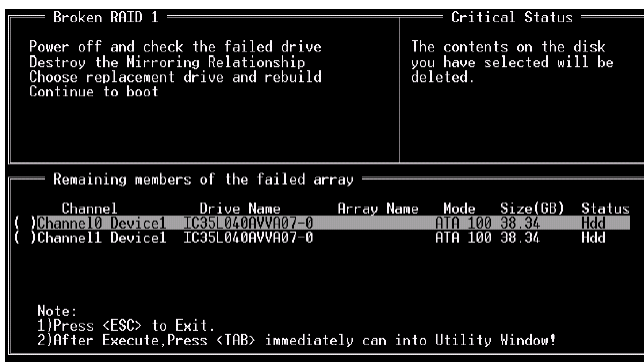 Broken RAID 1
Critical Status
Power off and check the failed drive
Destroy the Mirroring Relationship
Choose replacement drive and rebuild
Continue to boot
The contents on the disk
you have selected will be
deleted.
Remaining members of the failed array
Channel Drive Name Array Name Mode Size(GB) Status
( )Channel0 Device1 IC35L040AVVA07-0 ATA 100 38.34 Hdd
( )Channel1 Device1 IC35L040AVVA07-0 ATA 100 38.34 Hdd
Note:
1)Press <ESC> to Exit.
2)After Execute,Press <TAB> immediately can into Utility Window!